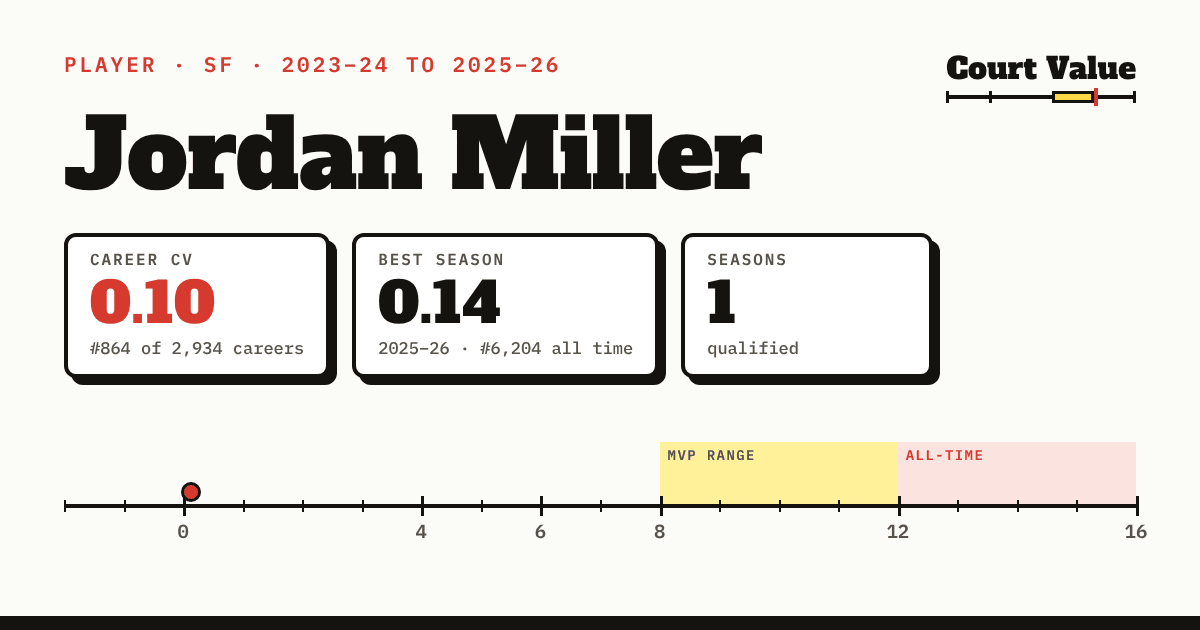 PLAYER · SF · 2023–24 TO 2025–26
Court Value
Jordan Miller
CAREER CV
0.10
#864 of 2,934 careers
BEST SEASON
0.14
2025–26 · #6,204 all time
SEASONS
1
qualified
MVP RANGE
ALL-TIME
0 4 6 8 12 16